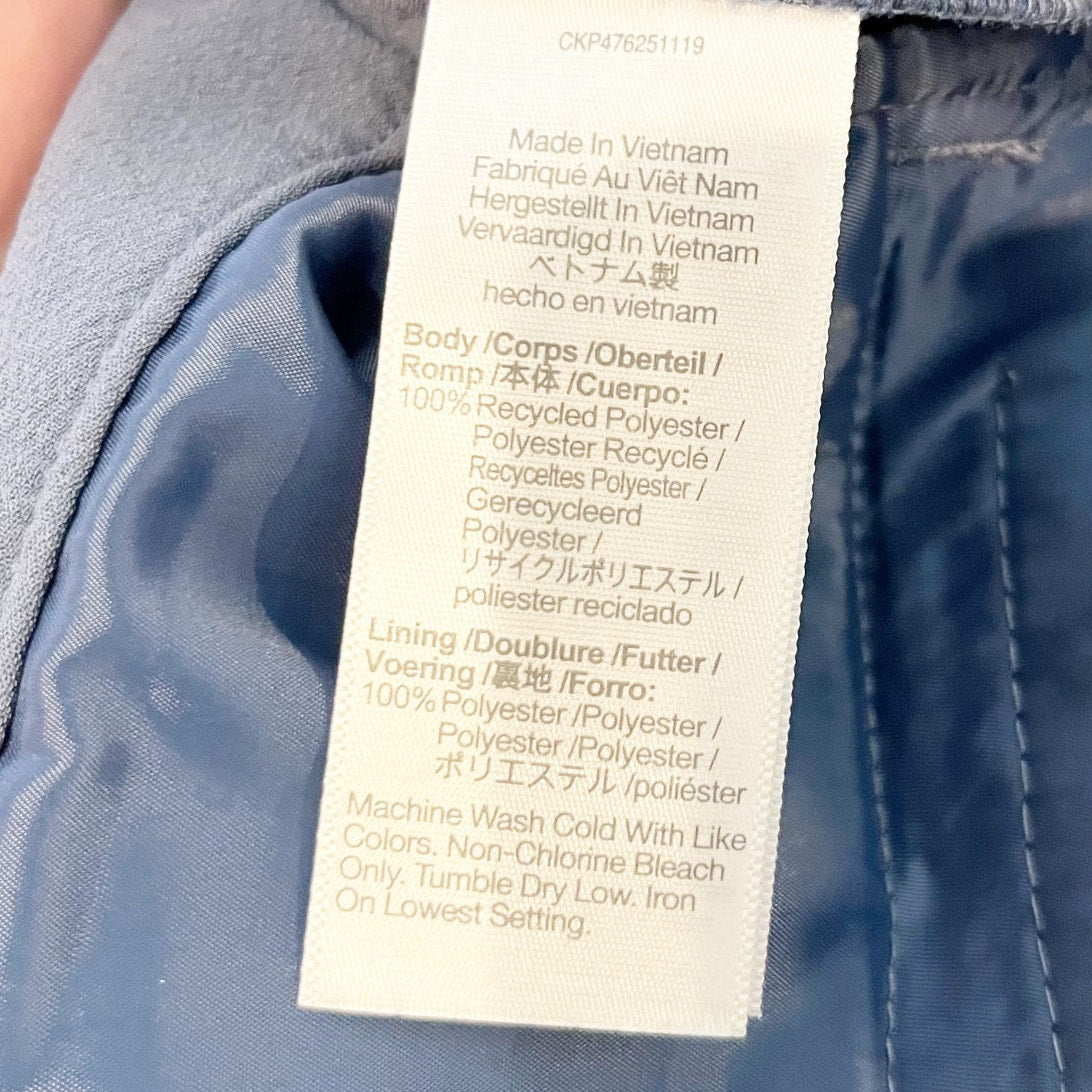 CKP476251119
Made In Vietnam
Fabriqué Au Viêt Nam
Hergestellt In Vietnam
Vervaardigd In Vietnam
ベトナム製
hecho en vietnam
Body /Corps /Oberteil /
Romp /本体 /Cuerpo:
100% Recycled Polyester /
Polyester Recyclé /
Recyceltes Polyester /
Gerecycleerd
Polyester /
リサイクルポリエステル /
poliester reciclado
Lining /Doublure /Futter /
Voering /裏地 /Forro:
100% Polyester /Polyester /
Polyester /Polyester /
ポリエステル /poliéster
Machine Wash Cold With Like
Colors. Non-Chlorine Bleach
Only. Tumble Dry Low. Iron
On Lowest Setting.